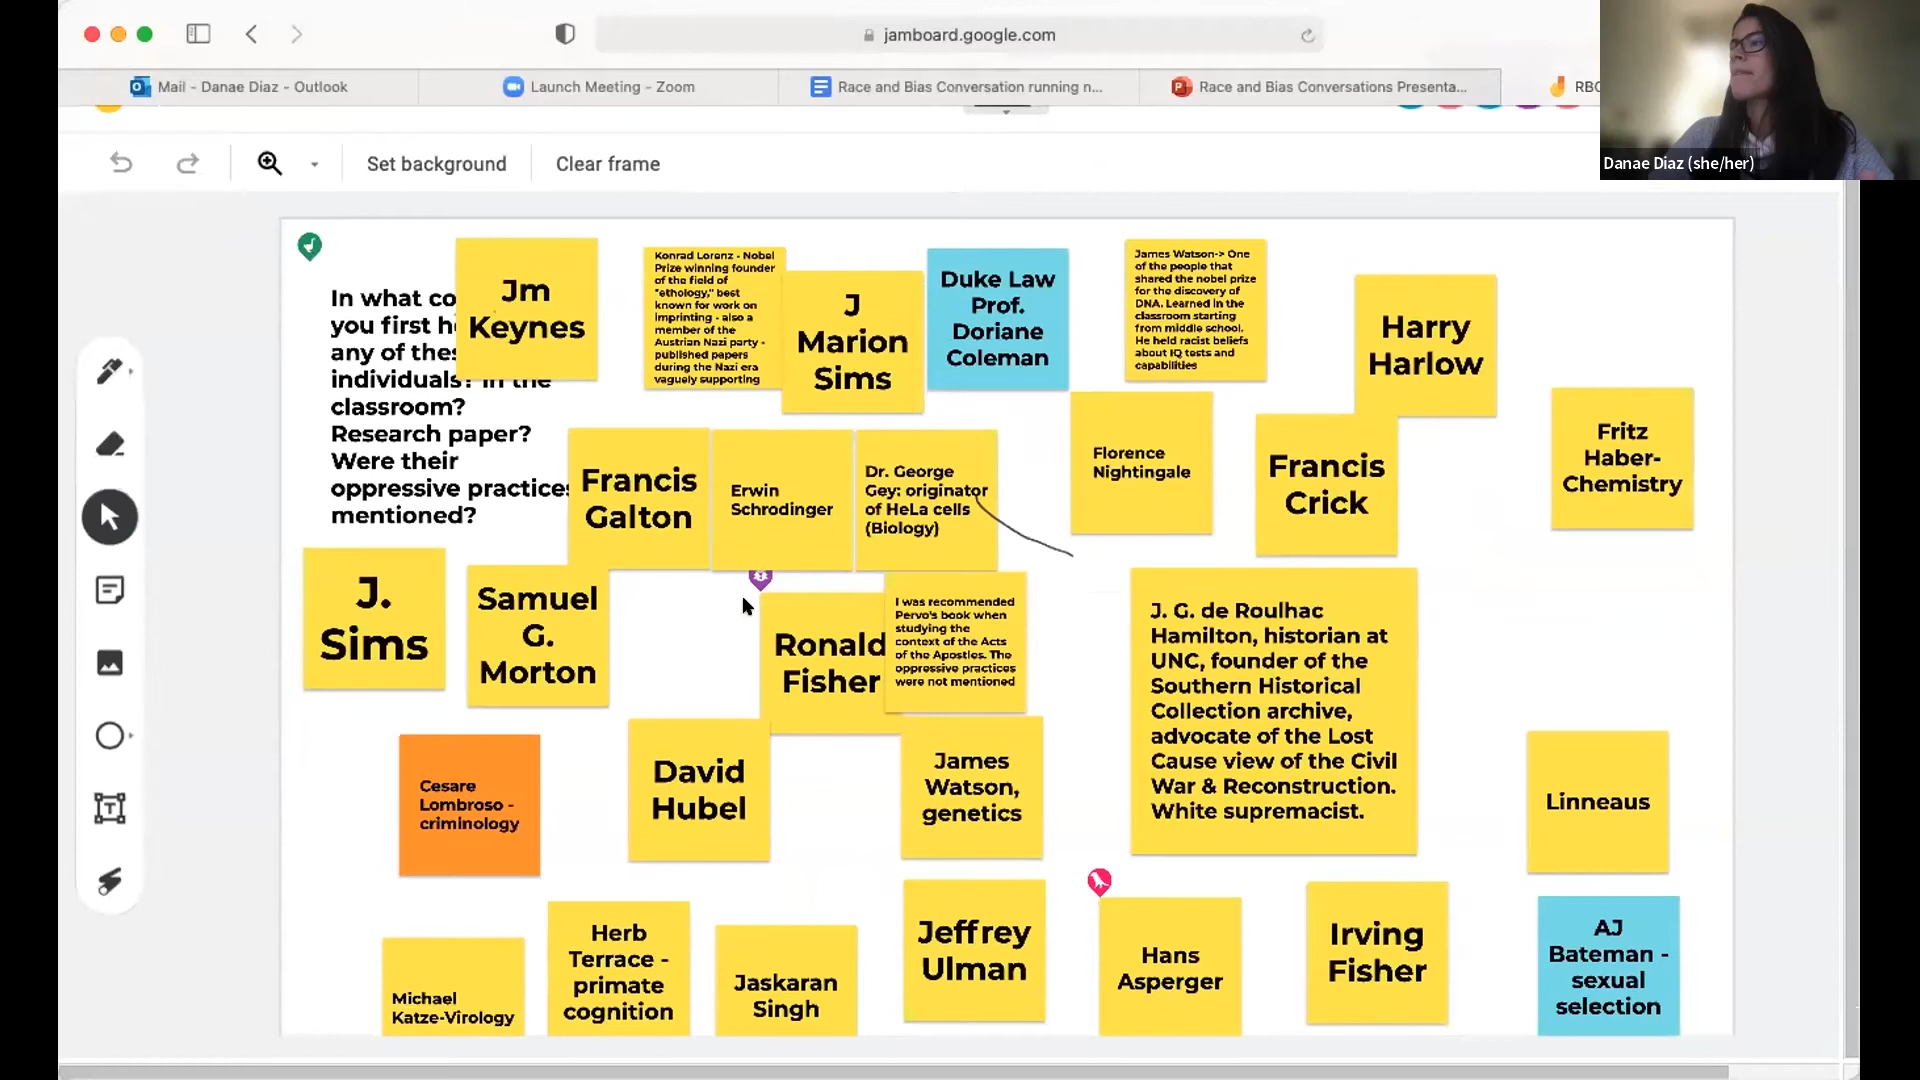 jamboard.google.com
Mail - Danae Diaz - Outlook
Launch Meeting - Zoom
Race and Bias Conversation running n...
Race and Bias Conversations Presenta...
Danae Diaz (she/her)
Set background
Clear frame
In what
you first
any of
individuals? in the
classroom?
Research paper?
Were their
oppressive practices
mentioned?
Jm
Keynes
Konrad Lorenz - Nobel
Prize winning founder
of the field of
"ethology," best
known for work on
imprinting - also a
member of the
Austrian Nazi party -
published papers
during the Nazi era
vaguely supporting
J
Marion
Sims
Duke Law
Prof.
Doriane
Coleman
James Watson-> One
of the people that
shared the nobel prize
for the discovery of
DNA. Learned in the
classroom starting
from middle school.
He held racist beliefs
about IQ tests and
capabilities
Harry
Harlow
Francis
Galton
Erwin
Schrodinger
Dr. George
Gey: originator
of HeLa cells
(Biology)
Florence
Nightingale
Francis
Crick
Fritz
Haber-
Chemistry
J.
Sims
Samuel
G.
Morton
Ronald
Fisher
I was recommended
Pervo's book when
studying the
context of the Acts
of the Apostles. The
oppressive practices
were not mentioned
J. G. de Roulhac
Hamilton, historian at
UNC, founder of the
Southern Historical
Collection archive,
advocate of the Lost
Cause view of the Civil
War & Reconstruction.
White supremacist.
Cesare
Lombroso -
criminology
David
Hubel
James
Watson,
genetics
Linneaus
Michael
Katze-Virology
Herb
Terrace -
primate
cognition
Jaskaran
Singh
Jeffrey
Ulman
Hans
Asperger
Irving
Fisher
AJ
Bateman -
sexual
selection